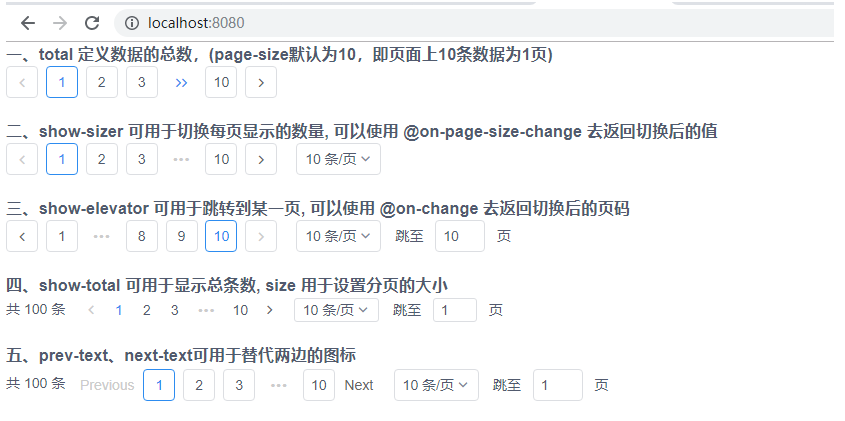 localhost:8080
一、total 定义数据的总数，(page-size默认为10，即页面上10条数据为1页)
1 2 3 10
二、show-sizer 可用于切换每页显示的数量, 可以使用 @on-page-size-change 去返回切换后的值
1 2 3 ••• 10 10 条/页
三、show-elevator 可用于跳转到某一页, 可以使用 @on-change 去返回切换后的页码
1 ••• 8 9 10 10 条/页 跳至 10 页
四、show-total 可用于显示总条数, size 用于设置分页的大小
共 100 条 1 2 3 ••• 10 10 条/页 跳至 1 页
五、prev-text、next-text可用于替代两边的图标
共 100 条 Previous 1 2 3 ••• 10 Next 10 条/页 跳至 1 页